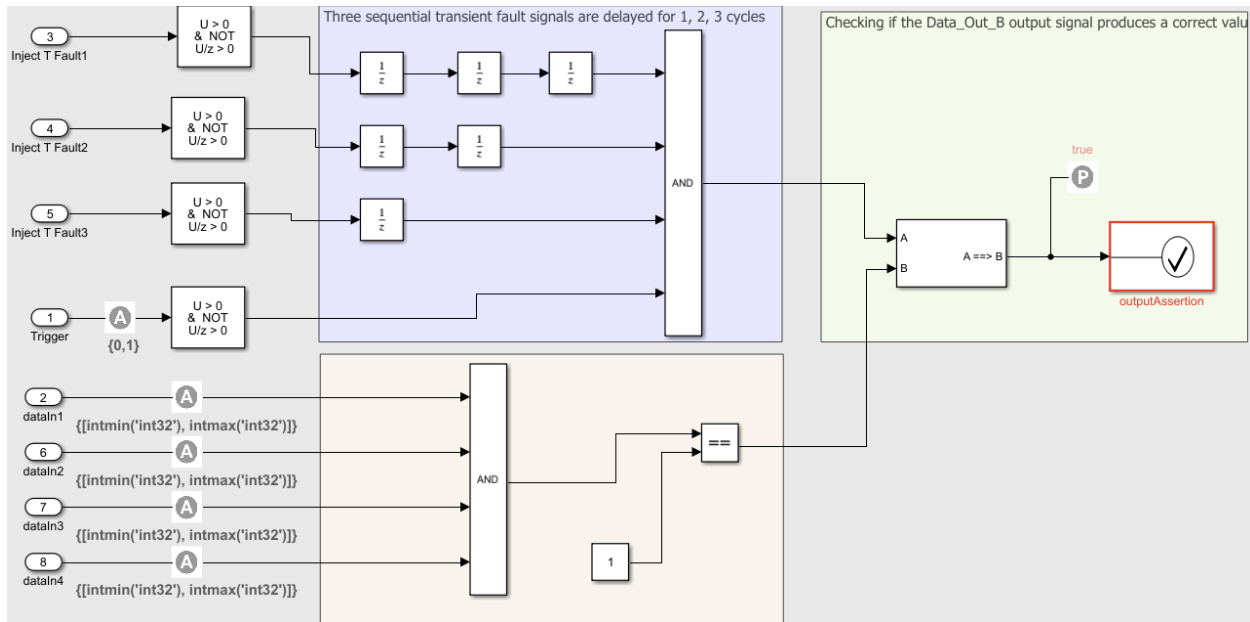 Three sequential transient fault signals are delayed for 1, 2, 3 cycles
Checking if the Data_Out_B output signal produces a correct valu
3
Inject T Fault1
U > 0
& NOT
U/z > 0
1
z
1
z
1
z
4
Inject T Fault2
U > 0
& NOT
U/z > 0
1
z
1
z
5
Inject T Fault3
U > 0
& NOT
U/z > 0
1
z
AND
true
P
A
B
A ==> B
outputAssertion
1
Trigger
A
{0,1}
U > 0
& NOT
U/z > 0
2
dataIn1
A
{[intmin('int32'), intmax('int32')]}
6
dataIn2
A
{[intmin('int32'), intmax('int32')]}
7
dataIn3
A
{[intmin('int32'), intmax('int32')]}
8
dataIn4
A
{[intmin('int32'), intmax('int32')]}
AND
==
1